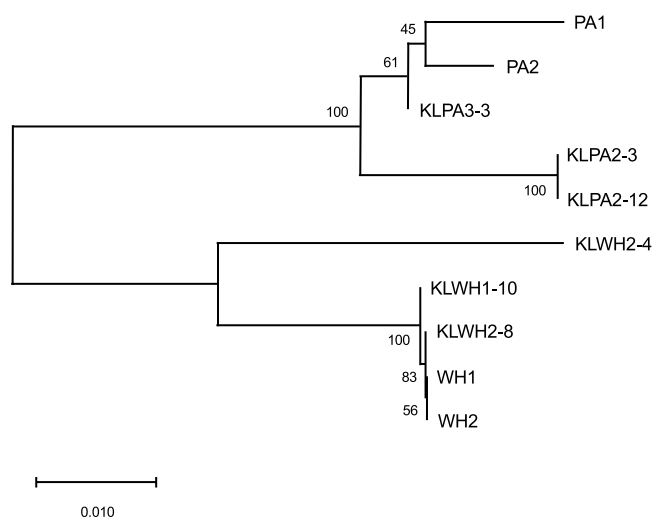 PA1
45
PA2
61
KLPA3-3
100
KLPA2-3
100
KLPA2-12
KLWH2-4
KLWH1-10
KLWH2-8
100
WH1
83
56
WH2
0.010